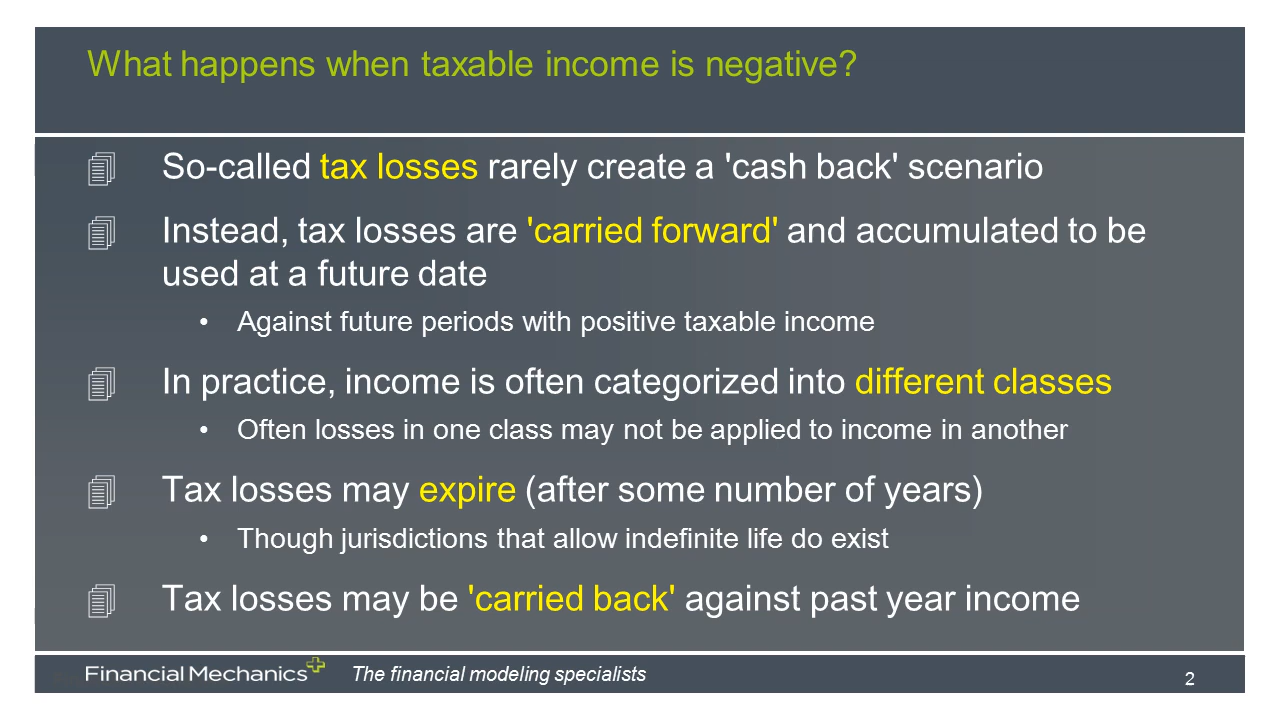 What happens when taxable income is negative?
So-called tax losses rarely create a 'cash back' scenario
Instead, tax losses are 'carried forward' and accumulated to be
used at a future date
• Against future periods with positive taxable income
In practice, income is often categorized into different classes
• Often losses in one class may not be applied to income in another
Tax losses may expire (after some number of years)
• Though jurisdictions that allow indefinite life do exist
Tax losses may be 'carried back' against past year income
Financial Mechanics The financial modeling specialists 2